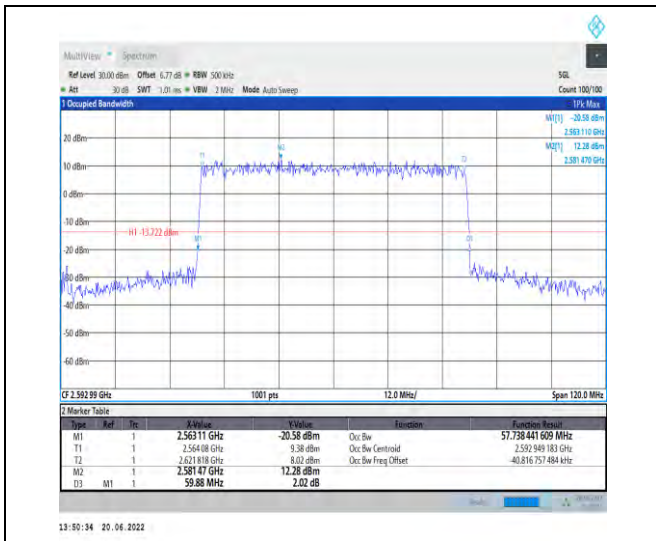 MultiView Spectrum
Ref Level 30.00 dBm Offset 6.77 dB RBW 500 kHz SGL
Att 30 dB SWT 1.01 ms VBW 2 MHz Mode Auto Sweep Count 100/100
1 Occupied Bandwidth 1Pk Max
M1[1] -20.58 dBm
2.563 110 GHz
M2[1] 12.28 dBm
2.581 470 GHz
20 dBm
M2
T1 T2
10 dBm
0 dBm
-10 dBm
H1 -13.722 dBm
M1 D3
-20 dBm
-30 dBm
-40 dBm
-50 dBm
-60 dBm
CF 2.592 99 GHz 1001 pts 12.0 MHz/ Span 120.0 MHz
2 Marker Table
Type Ref Trc X-Value Y-Value Function Function Result
M1 1 2.563 11 GHz -20.58 dBm Occ Bw 57.738 441 609 MHz
T1 1 2.564 08 GHz 9.38 dBm Occ Bw Centroid 2.592 949 183 GHz
T2 1 2.621 818 GHz 8.02 dBm Occ Bw Freq Offset -40.816 757 484 kHz
M2 1 2.581 47 GHz 12.28 dBm
D3 M1 1 59.88 MHz 2.02 dB
13:50:34 20.06.2022